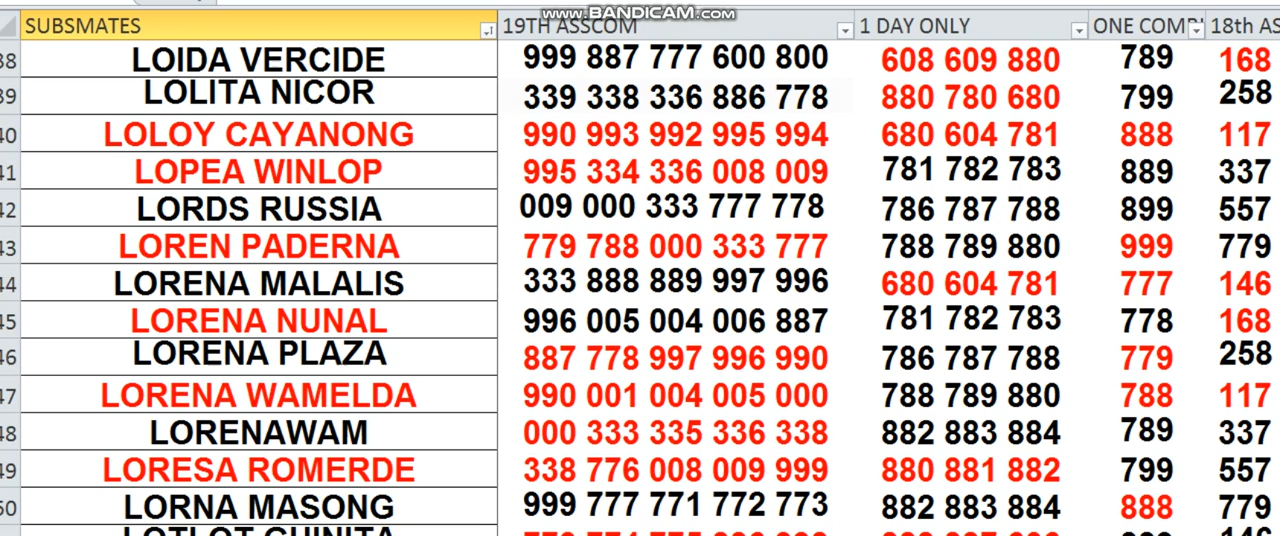 www.BANDICAM.com
SUBSMATES 19TH ASSCOM 1 DAY ONLY ONE COMBI 18th AS
38 LOIDA VERCIDE 999 887 777 600 800 608 609 880 789 168
39 LOLITA NICOR 339 338 336 886 778 880 780 680 799 258
40 LOLOY CAYANONG 990 993 992 995 994 680 604 781 888 117
41 LOPEA WINLOP 995 334 336 008 009 781 782 783 889 337
42 LORDS RUSSIA 009 000 333 777 778 786 787 788 899 557
43 LOREN PADERNA 779 788 000 333 777 788 789 880 999 779
44 LORENA MALALIS 333 888 889 997 996 680 604 781 777 146
45 LORENA NUNAL 996 005 004 006 887 781 782 783 778 168
46 LORENA PLAZA 887 778 997 996 990 786 787 788 779 258
47 LORENA WAMELDA 990 001 004 005 000 788 789 880 788 117
48 LORENAWAM 000 333 335 336 338 882 883 884 789 337
49 LORESA ROMERDE 338 776 008 009 999 880 881 882 799 557
50 LORNA MASONG 999 777 771 772 773 882 883 884 888 779